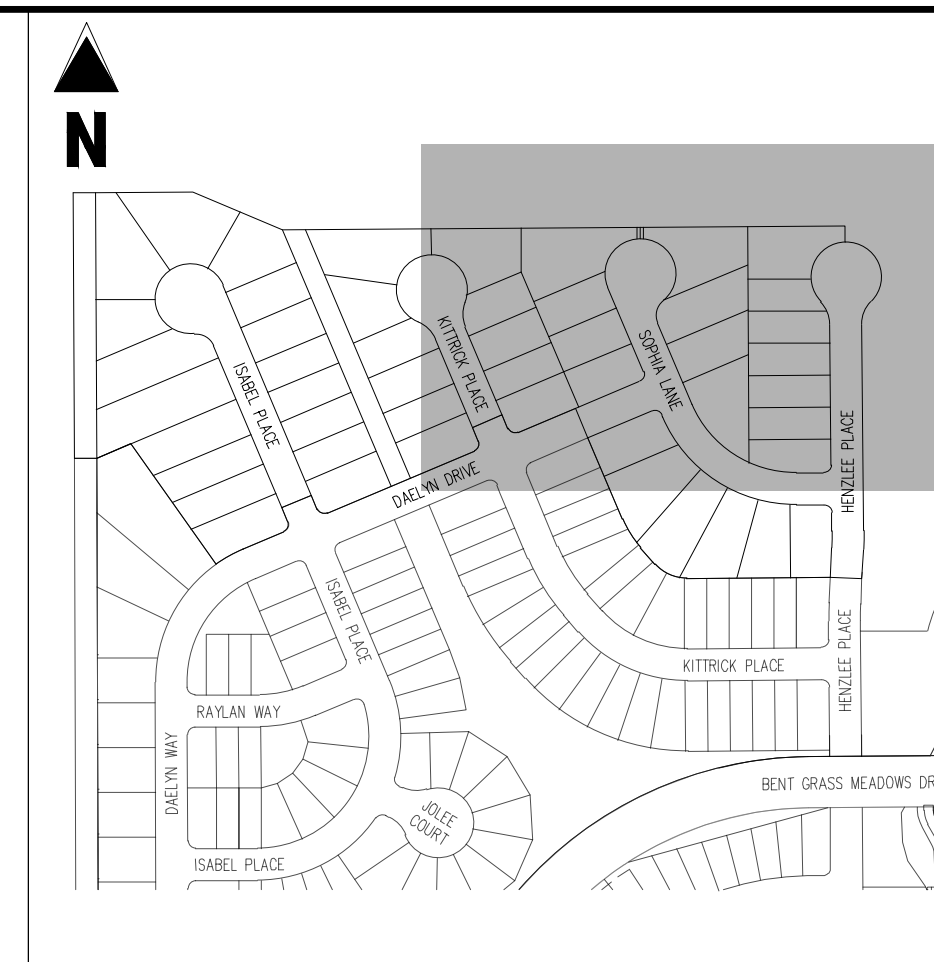 N
KITTRICK PLACE
SOPHIA LANE
ISABEL PLACE
HENZLEE PLACE
DAELYN DRIVE
ISABEL PLACE
HENZLEE PLACE
KITTRICK PLACE
RAYLAN WAY
DAELYN WAY
BENT GRASS MEADOWS DR
JOLEE
COURT
ISABEL PLACE